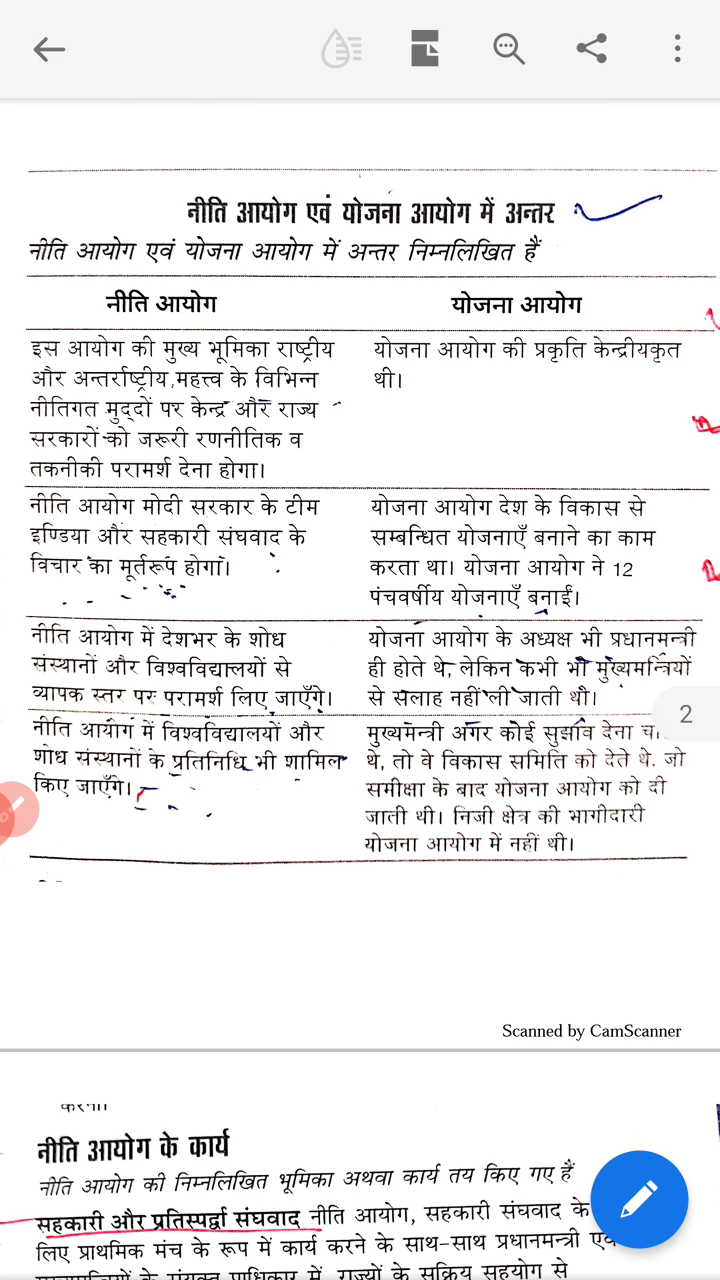 नीति आयोग एवं योजना आयोग में अन्तर
नीति आयोग एवं योजना आयोग में अन्तर निम्नलिखित हैं
नीति आयोग
योजना आयोग
इस आयोग की मुख्य भूमिका राष्ट्रीय
और अन्तर्राष्ट्रीय महत्त्व के विभिन्न
नीतिगत मुद्दों पर केन्द्र और राज्य
सरकारों को जरूरी रणनीतिक व
तकनीकी परामर्श देना होगा।
योजना आयोग की प्रकृति केन्द्रीयकृत
थी।
नीति आयोग मोदी सरकार के टीम
इण्डिया और सहकारी संघवाद के
विचार का मूर्तरूप होगा।
योजना आयोग देश के विकास से
सम्बन्धित योजनाएँ बनाने का काम
करता था। योजना आयोग ने 12
पंचवर्षीय योजनाएँ बनाईं।
नीति आयोग में देशभर के शोध
संस्थानों और विश्वविद्यालयों से
व्यापक स्तर पर परामर्श लिए जाएँगे।
योजना आयोग के अध्यक्ष भी प्रधानमन्त्री
ही होते थे, लेकिन कभी भी मुख्यमन्त्रियों
से सलाह नहीं ली जाती थी।
नीति आयोग में विश्वविद्यालयों और
शोध संस्थानों के प्रतिनिधि भी शामिल
किए जाएँगे।
मुख्यमन्त्री अगर कोई सुझाव देना
थे, तो वे विकास समिति को देते थे. जो
समीक्षा के बाद योजना आयोग को दी
जाती थी। निजी क्षेत्र की भागीदारी
योजना आयोग में नहीं थी।
2
Scanned by CamScanner
नीति आयोग के कार्य
नीति आयोग की निम्नलिखित भूमिका अथवा कार्य तय किए गए हैं
सहकारी और प्रतिस्पर्द्धा संघवाद नीति आयोग, सहकारी संघवाद के
लिए प्राथमिक मंच के रूप में कार्य करने के साथ-साथ प्रधानमन्त्री
में, राज्यों के सक्रिय सहयोग से